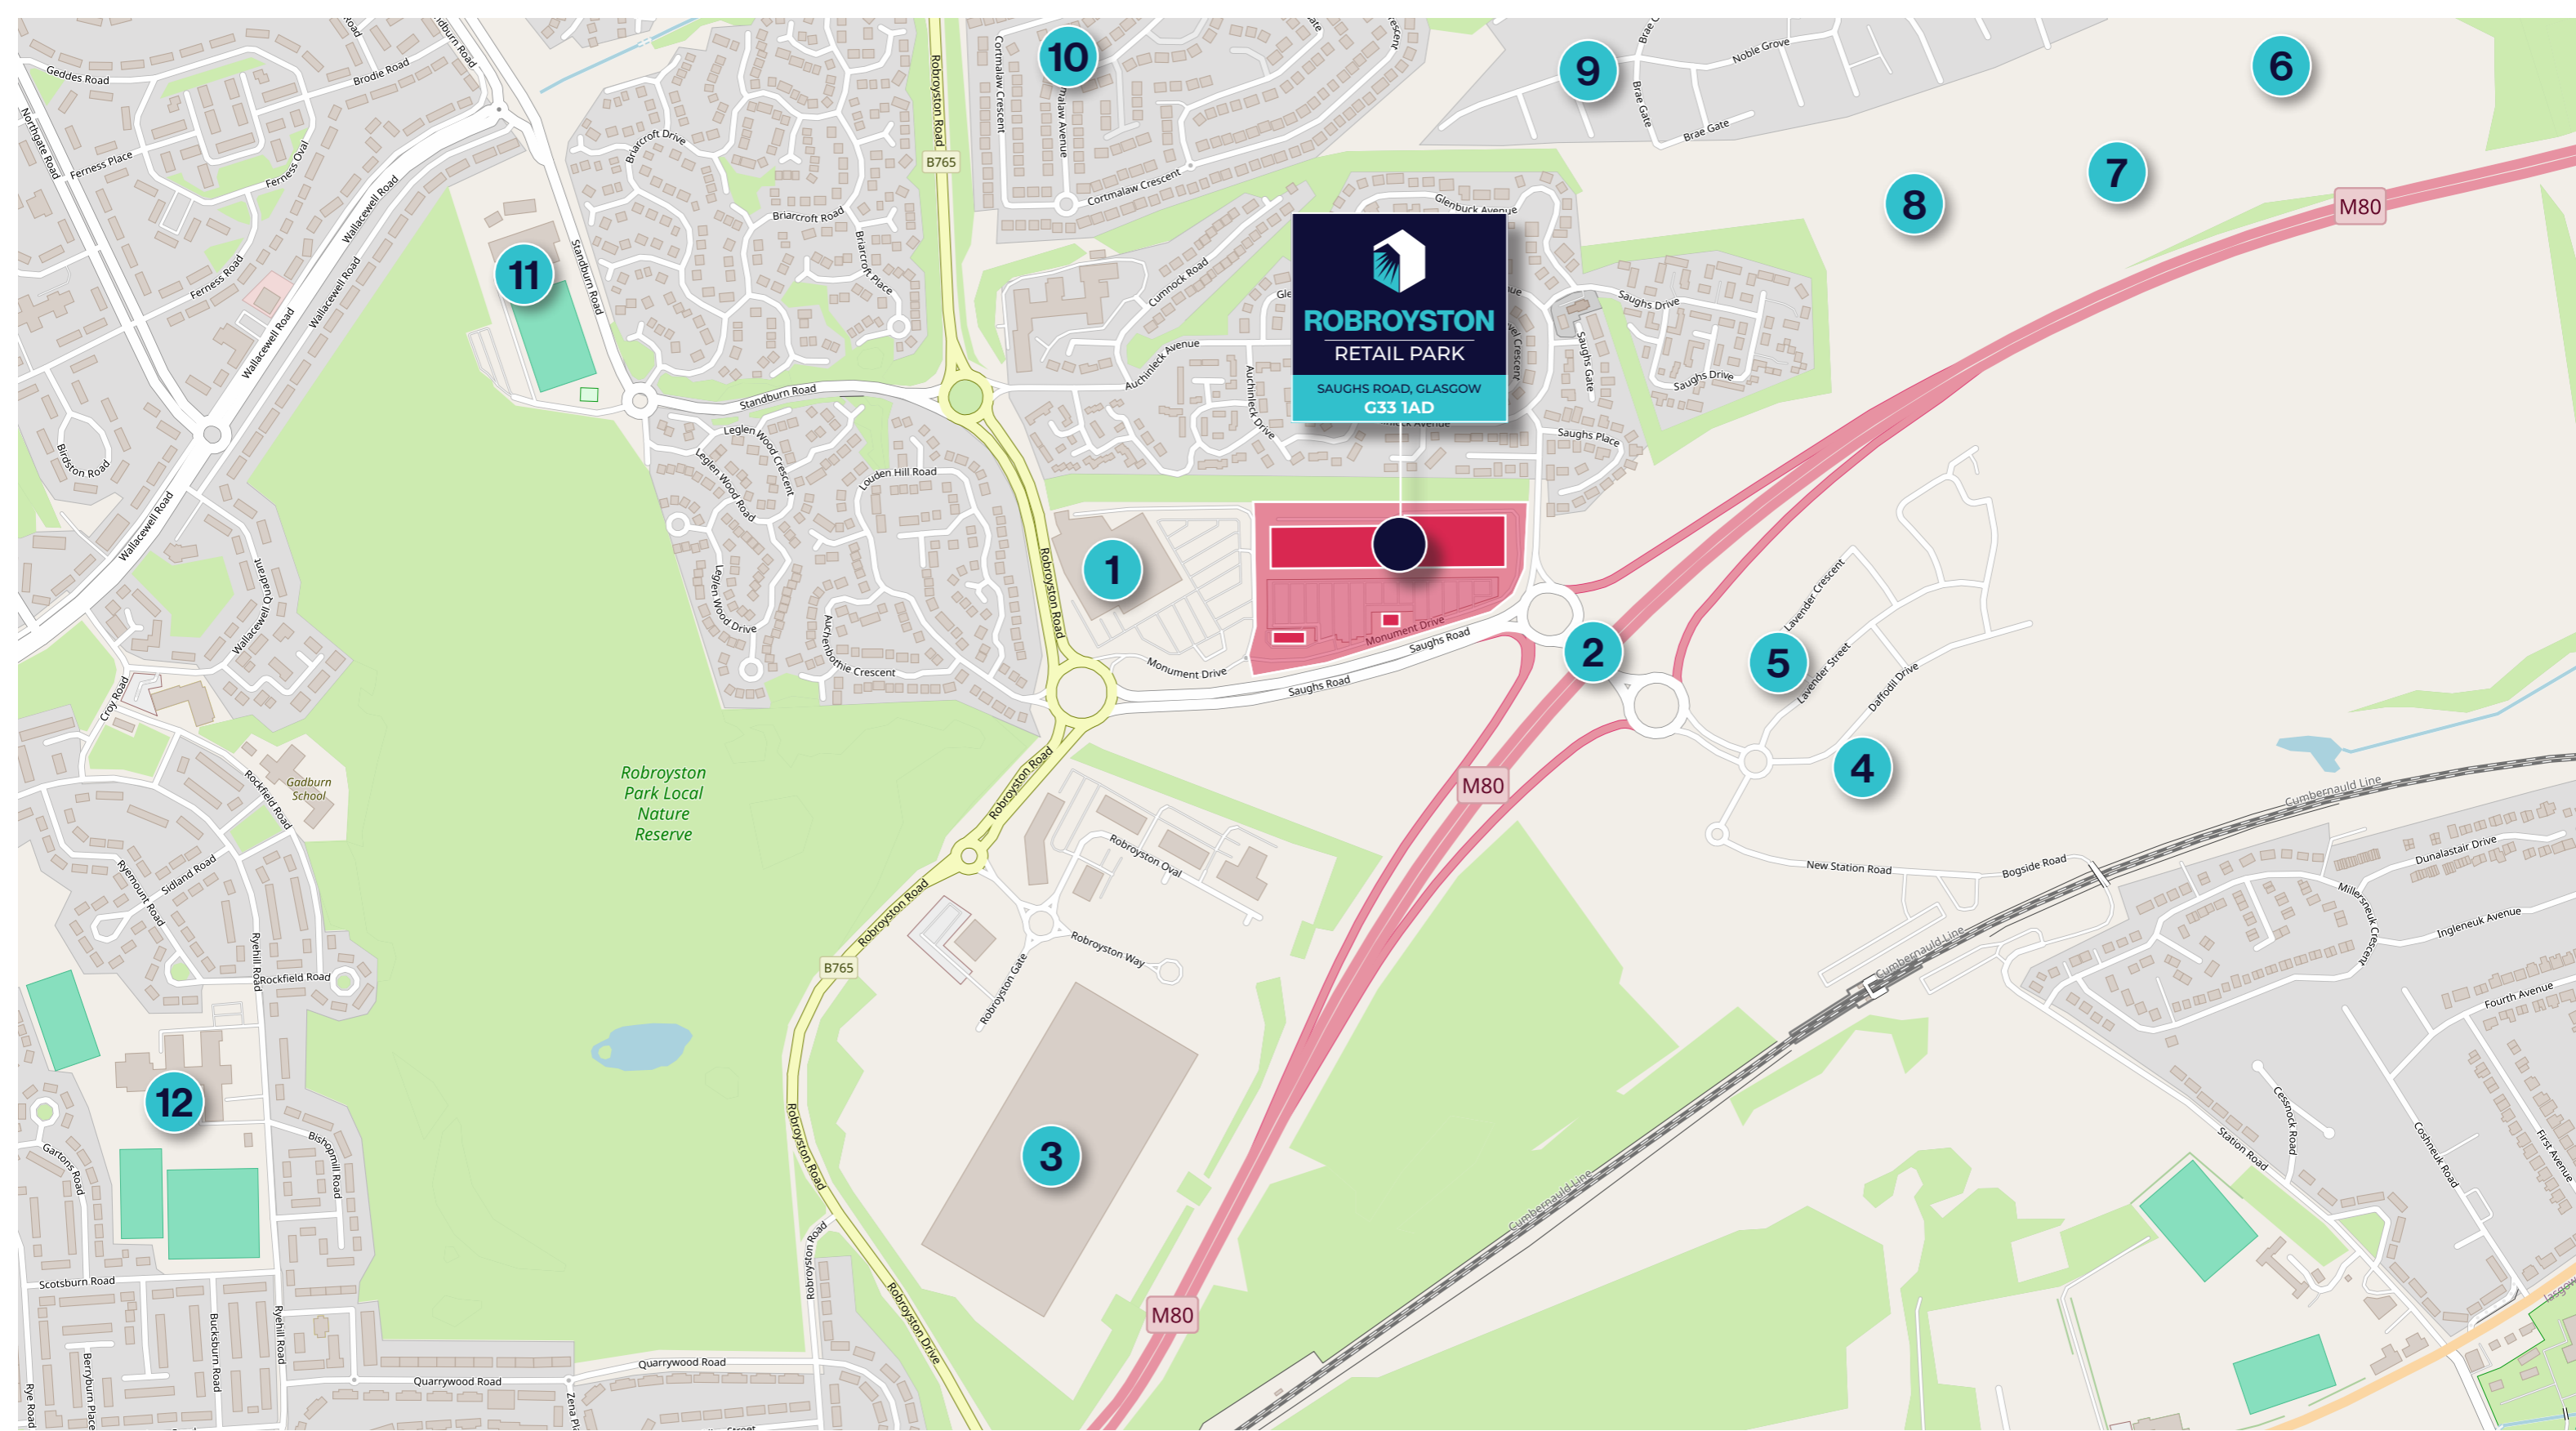 Geddes Road
Brodie Road
Northgate Road
Ferness Place
Ferness Oval
Ferness Road
Wallacewell Road
Wallacewell Road
Wallacewell Road
Wallacewell Road
Birdston Road
Wallacewell Road
Wallacewell Quadrant
Croy Road
Standburn Road
Standburn Road
Briarcroft Drive
Briarcroft Road
Briarcroft Place
Robroyston Road
B765
Cortmalaw Crescent
Cortmalaw Crescent
10
9
Noble Grove
Brae Gate
Brae Gate
6
7
8
M80
11
Cumnock Road
Glenbuck Avenue
ROBROYSTON
RETAIL PARK
SAUGHS ROAD, GLASGOW
G33 1AD
Saughs Drive
Saughs Gate
Saughs Drive
Saughs Place
Auchinleck Avenue
Auchinleck Drive
Leglen Wood Crescent
Leglen Wood Road
Leglen Wood Drive
Louden Hill Road
Auchenbothie Crescent
Robroyston Road
1
Monument Drive
Monument Drive
Saughs Road
Saughs Road
2
5
4
Lavender Crescent
Lavender Street
Daffodil Drive
M80
Robroyston
Park Local
Nature
Reserve
Gadburn
School
Rockfield Road
Rockfield Road
Sidland Road
Ryemount Road
Ryehill Road
12
Gartons Road
Bishopmill Road
Scotsburn Road
Bucksburn Road
Ryehill Road
Berryburn Place
Rye Road
Quarrywood Road
Quarrywood Road
Robroyston Road
Robroyston Road
B765
Robroyston Oval
Robroyston Way
Robroyston Gate
3
Robroyston Road
Robroyston Road
Robroyston Drive
M80
New Station Road
Bogside Road
Cumbernauld Line
Cumbernauld Line
Cumbernauld Line
Dunalastair Drive
Millersneuk Crescent
Ingleneuk Avenue
Fourth Avenue
First Avenue
Cessnock Road
Coshneuk Road
Station Road